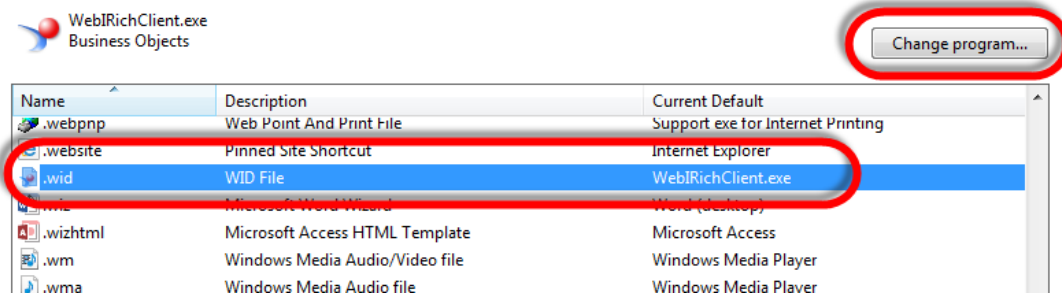 WebIRichClient.exe
Business Objects
Change program...
Name Description Current Default
.webpnp Web Point And Print File Support exe for Internet Printing
.website Pinned Site Shortcut Internet Explorer
.wid WID File WebIRichClient.exe
.wiz Microsoft Word Wizard Word (desktop)
.wizhtml Microsoft Access HTML Template Microsoft Access
.wm Windows Media Audio/Video file Windows Media Player
.wma Windows Media Audio file Windows Media Player